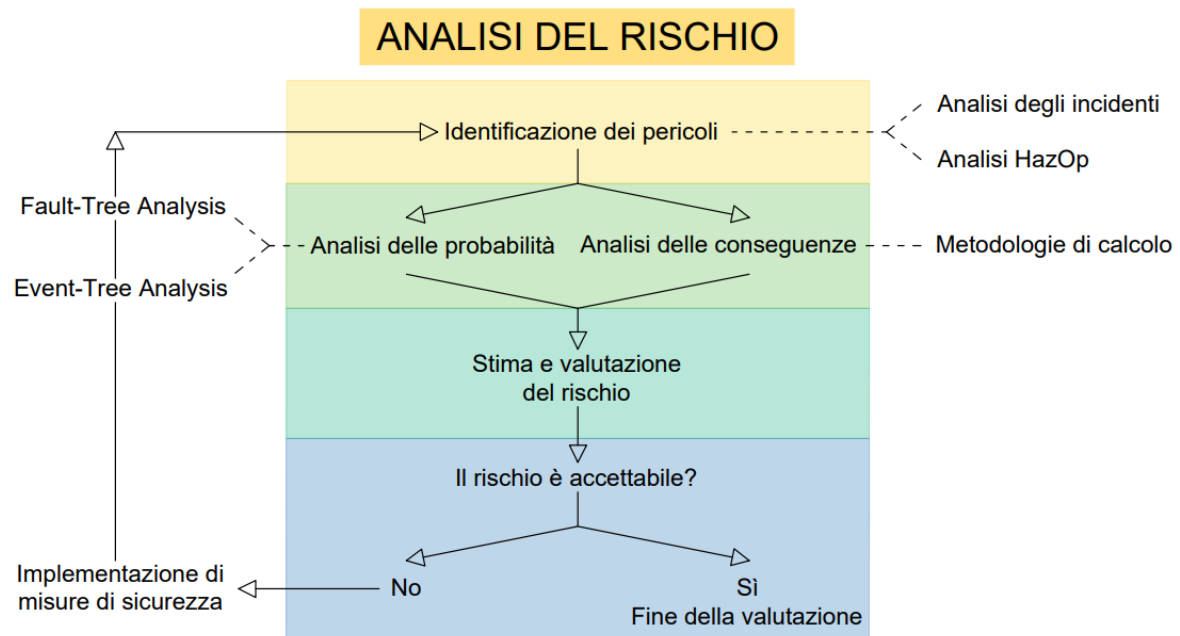 ANALISI DEL RISCHIO
Identificazione dei pericoli
Analisi degli incidenti
Analisi HazOp
Fault-Tree Analysis
Event-Tree Analysis
Analisi delle probabilità
Analisi delle conseguenze
Metodologie di calcolo
Stima e valutazione
del rischio
Il rischio è accettabile?
No
Sì
Fine della valutazione
Implementazione di
misure di sicurezza